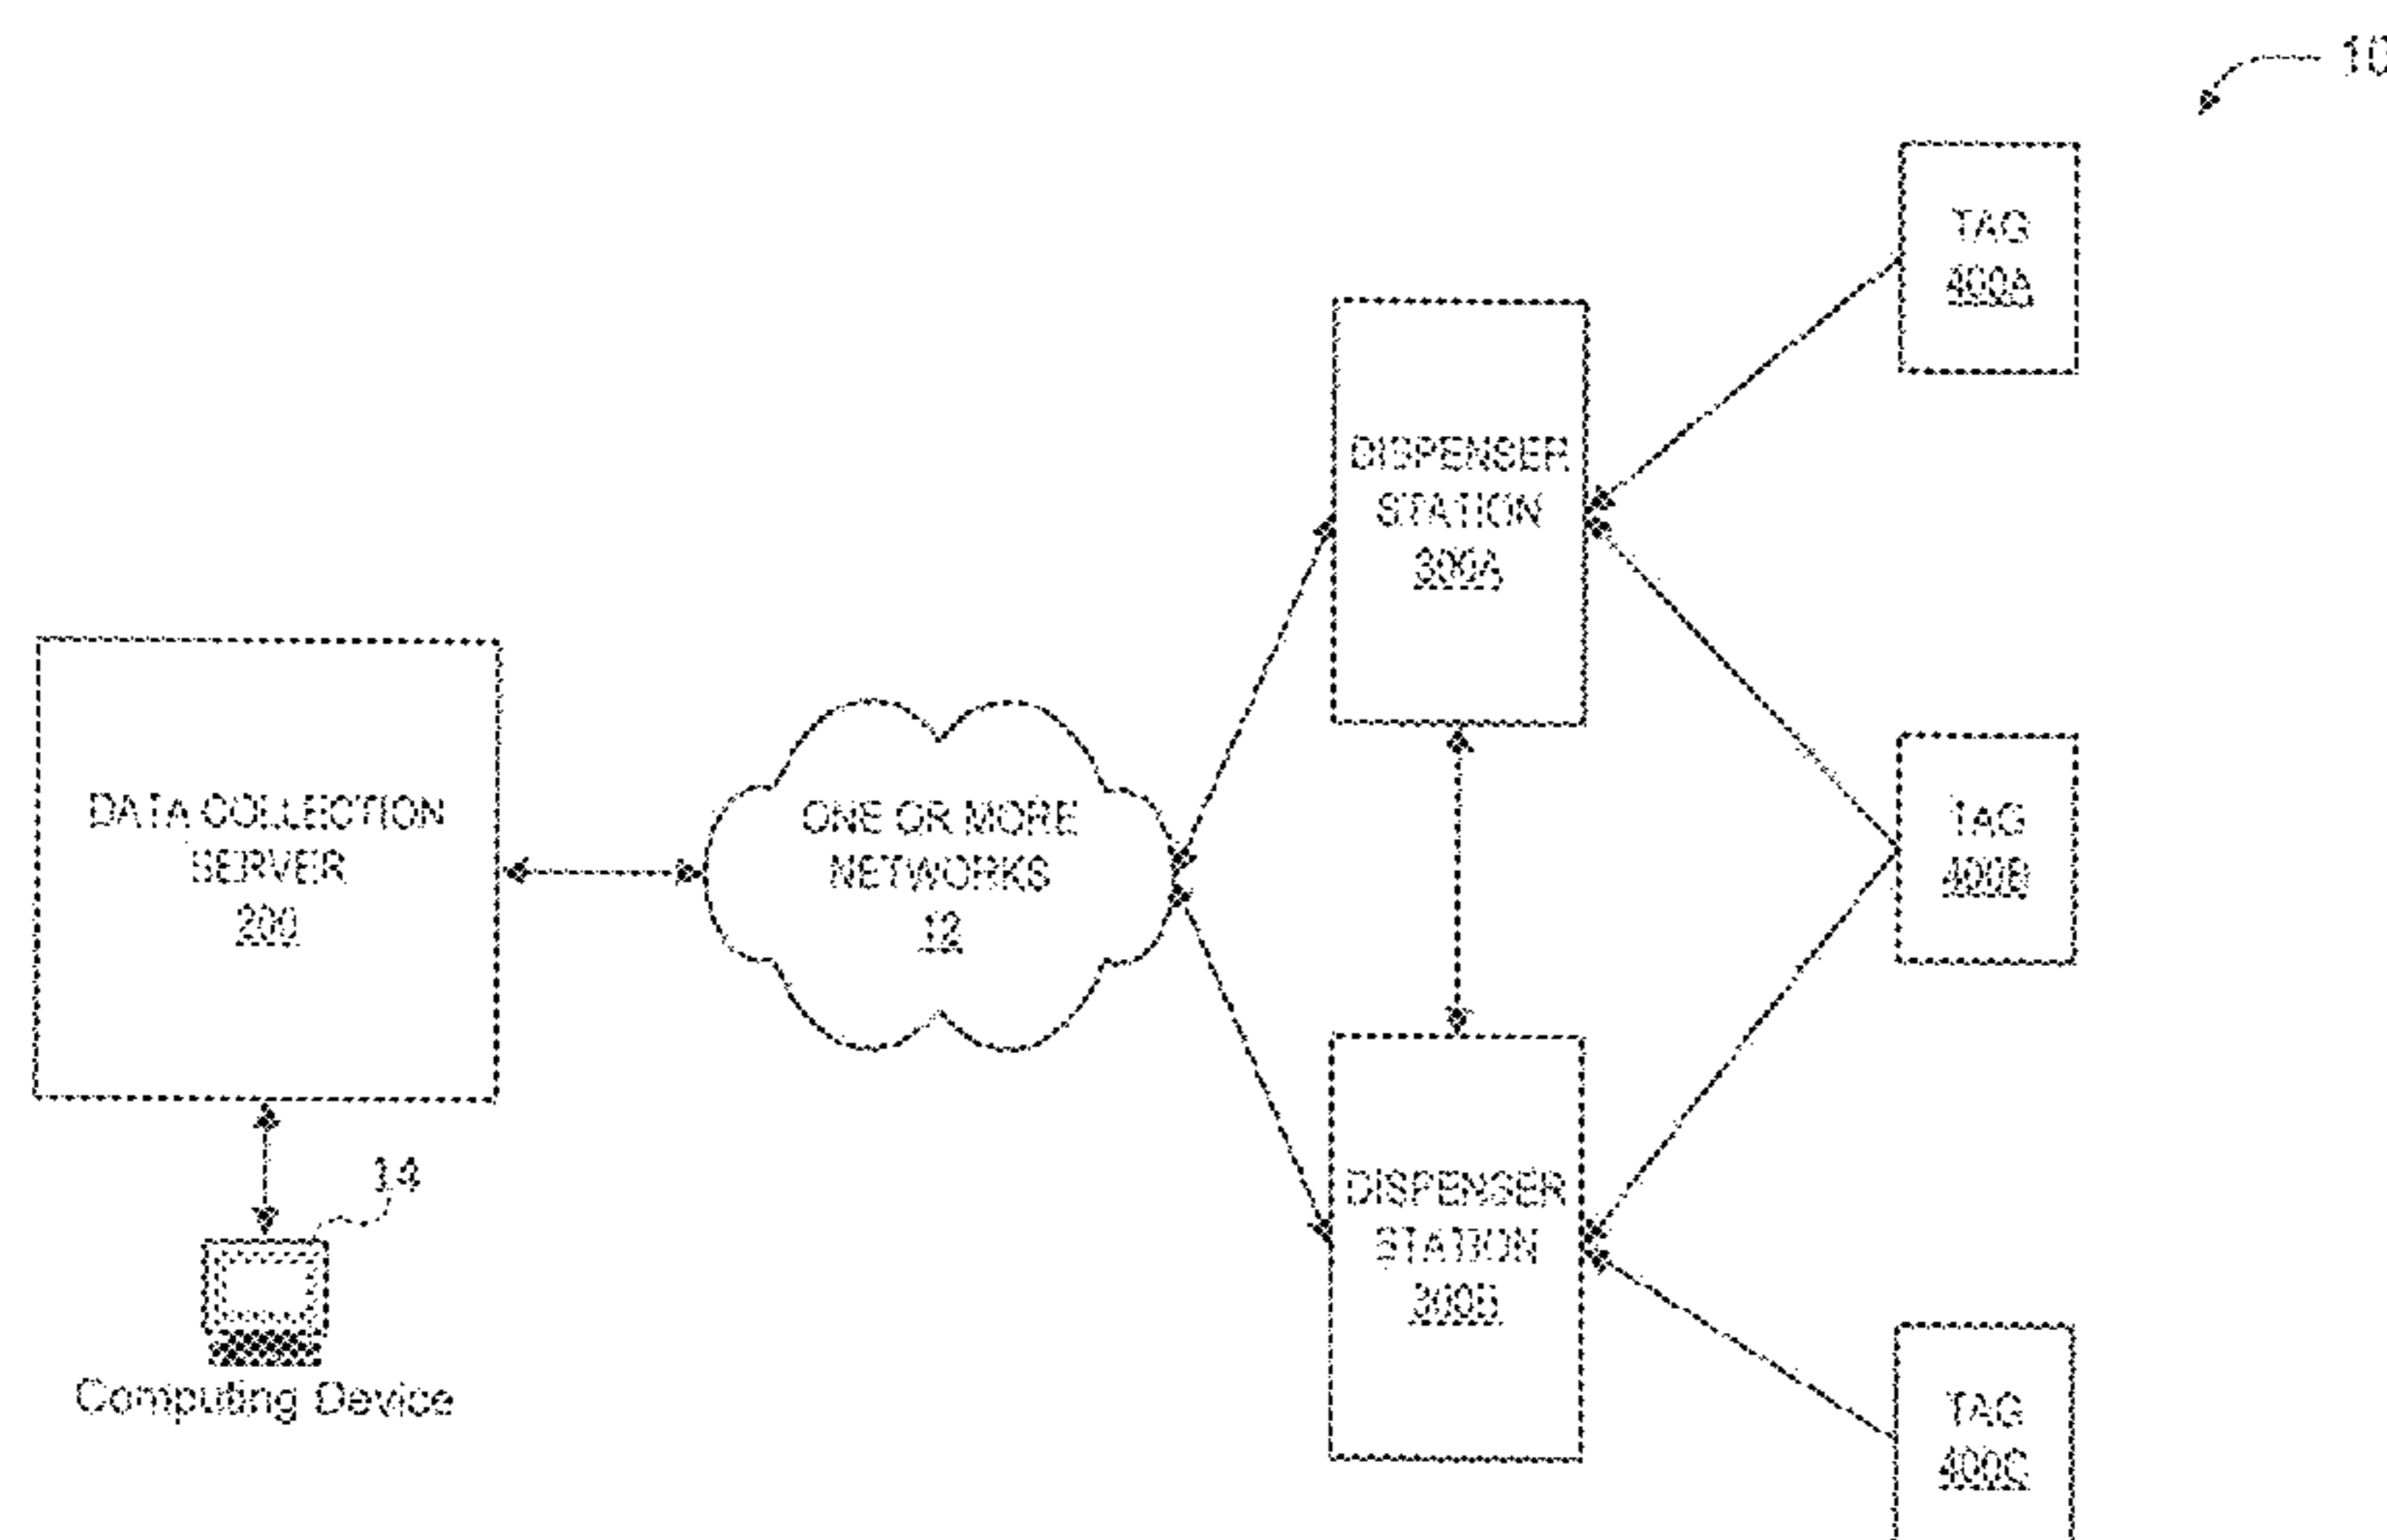 10
TAG
400A
DISPENSER
STATION
300A
DATA COLLECTION
SERVER
200
ONE OR MORE
NETWORKS
12
TAG
400B
14
Computing Device
DISPENSER
STATION
300B
TAG
400C